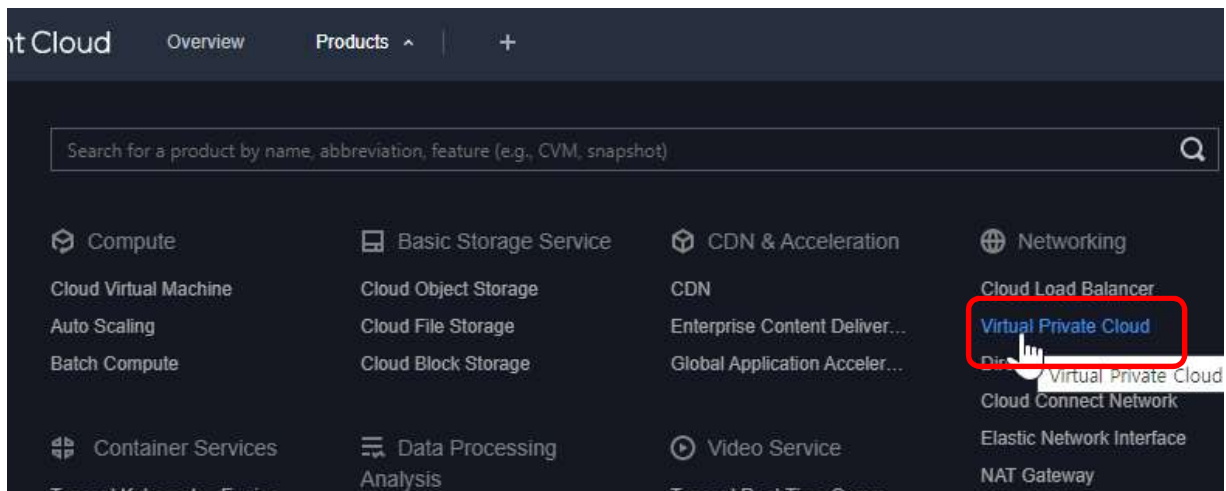 nt Cloud Overview Products +
Search for a product by name, abbreviation, feature (e.g., CVM, snapshot)
Compute
Cloud Virtual Machine
Auto Scaling
Batch Compute
Container Services
Basic Storage Service
Cloud Object Storage
Cloud File Storage
Cloud Block Storage
Data Processing
Analysis
CDN & Acceleration
CDN
Enterprise Content Deliver...
Global Application Acceler...
Video Service
Networking
Cloud Load Balancer
Virtual Private Cloud
Virtual Private Cloud
Cloud Connect Network
Elastic Network Interface
NAT Gateway